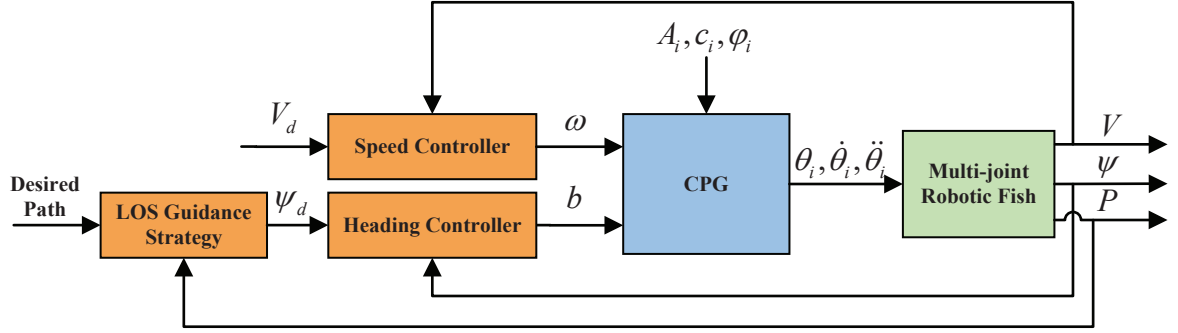 A_i, c_i, φ_i
V_d
Speed Controller
ω
CPG
θ_i, θ̇_i, θ̈_i
Multi-joint
Robotic Fish
V
ψ
P
Desired
Path
LOS Guidance
Strategy
ψ_d
Heading Controller
b